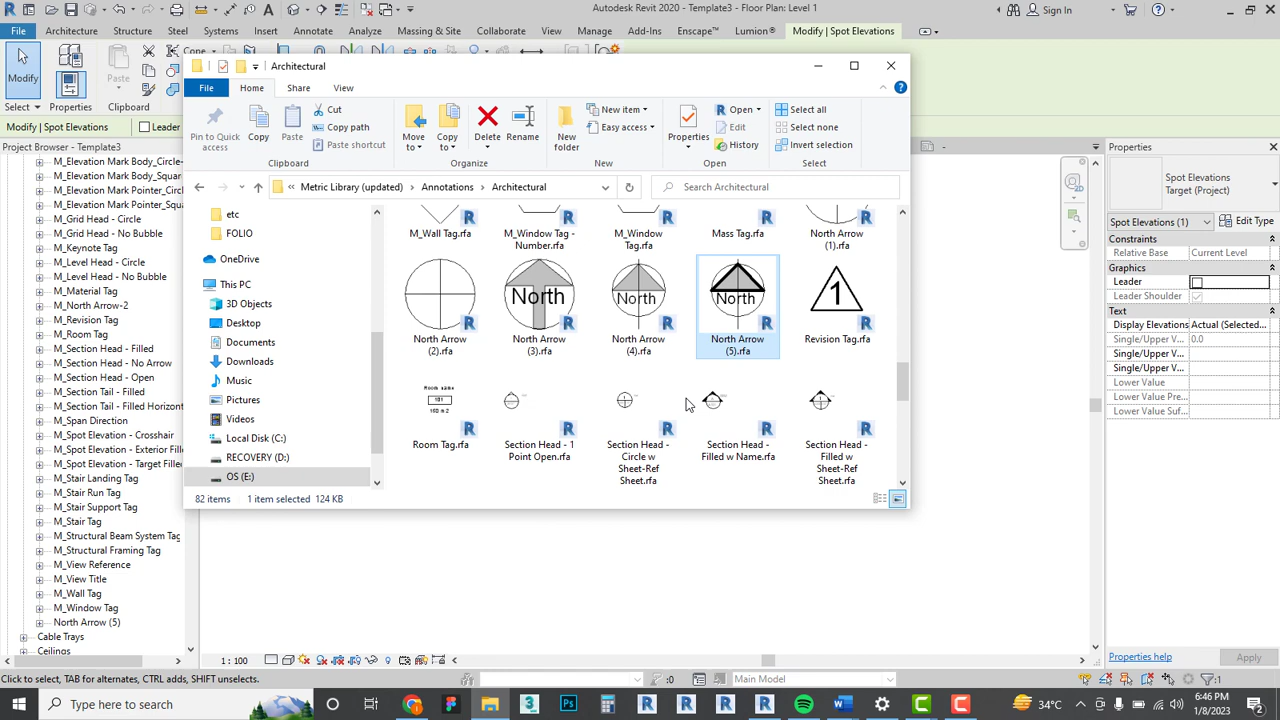 Autodesk Revit 2020 - Template3 - Floor Plan: Level 1
Sign In
File Architecture Structure Steel Systems Insert Annotate Analyze Massing & Site Collaborate View Manage Add-Ins Enscape™ Lumion® Modify | Spot Elevations
Modify
Select
Properties
Paste
Clipboard
Cope
Modify | Spot Elevations
Leader
Architectural
File Home Share View
Pin to Quick access
Copy
Paste
Cut
Copy path
Paste shortcut
Clipboard
Move to
Copy to
Delete
Rename
Organize
New folder
New item
Easy access
New
Properties
Open
Edit
History
Open
Select all
Select none
Invert selection
Select
Metric Library (updated) Annotations Architectural
Search Architectural
etc
FOLIO
OneDrive
This PC
3D Objects
Desktop
Documents
Downloads
Music
Pictures
Videos
Local Disk (C:)
RECOVERY (D:)
OS (E:)
M_Wall Tag.rfa
M_Window Tag - Number.rfa
M_Window Tag.rfa
Mass Tag.rfa
North Arrow (1).rfa
North
North
North
1
North Arrow (2).rfa
North Arrow (3).rfa
North Arrow (4).rfa
North Arrow (5).rfa
Revision Tag.rfa
101
Room Tag.rfa
Section Head - 1 Point Open.rfa
Section Head - Circle w Sheet-Ref Sheet.rfa
Section Head - Filled w Name.rfa
Section Head - Filled w Sheet-Ref Sheet.rfa
82 items 1 item selected 124 KB
Project Browser - Template3
M_Elevation Mark Body_Circle-
M_Elevation Mark Body_Square
M_Elevation Mark Pointer_Circ
M_Elevation Mark Pointer_Squ
M_Grid Head - Circle
M_Grid Head - No Bubble
M_Keynote Tag
M_Level Head - Circle
M_Level Head - No Bubble
M_Material Tag
M_North Arrow-2
M_Revision Tag
M_Room Tag
M_Section Head - Filled
M_Section Head - No Arrow
M_Section Head - Open
M_Section Tail - Filled
M_Section Tail - Filled Horizont
M_Span Direction
M_Spot Elevation - Crosshair
M_Spot Elevation - Exterior Fil
M_Spot Elevation - Target Fille
M_Stair Landing Tag
M_Stair Run Tag
M_Stair Support Tag
M_Stair Tag
M_Structural Beam System Tag
M_Structural Framing Tag
M_View Reference
M_View Title
M_Wall Tag
M_Window Tag
North Arrow (5)
Cable Trays
Ceilings
Properties
Spot Elevations
Target (Project)
Spot Elevations (1)
Edit Type
Constraints
Relative Base Current Level
Graphics
Leader
Leader Shoulder
Text
Display Elevations Actual (Selected...
Single/Upper V... 0.0
Single/Upper V...
Single/Upper V...
Lower Value
Lower Value Pre...
Lower Value Suf...
Properties help
Apply
1 : 100
Click to select, TAB for alternates, CTRL adds, SHIFT unselects.
:0
Main Model
:1
Type here to search
34°C
6:46 PM
1/8/2023